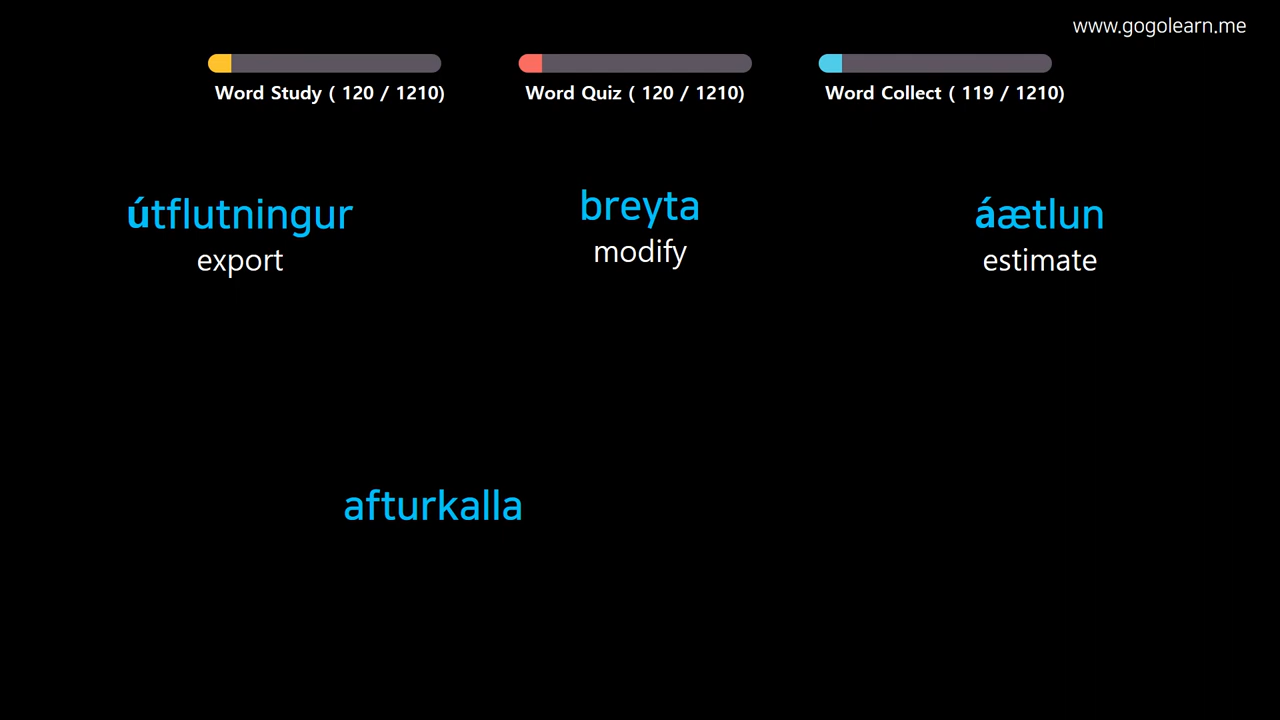 www.gogolearn.me
Word Study ( 120 / 1210)
Word Quiz ( 120 / 1210)
Word Collect ( 119 / 1210)
útflutningur
export
breyta
modify
áætlun
estimate
afturkalla